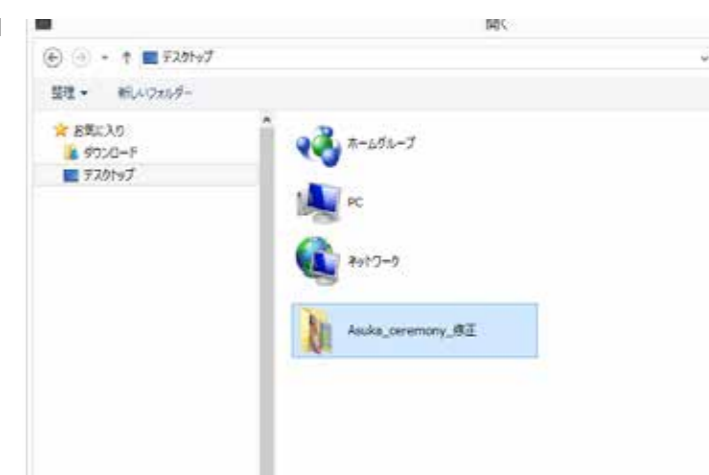 開く
デスクトップ
整理 新しいフォルダー
お気に入り
ダウンロード
デスクトップ
ホームグループ
PC
ネットワーク
Asuka_ceremony_修正